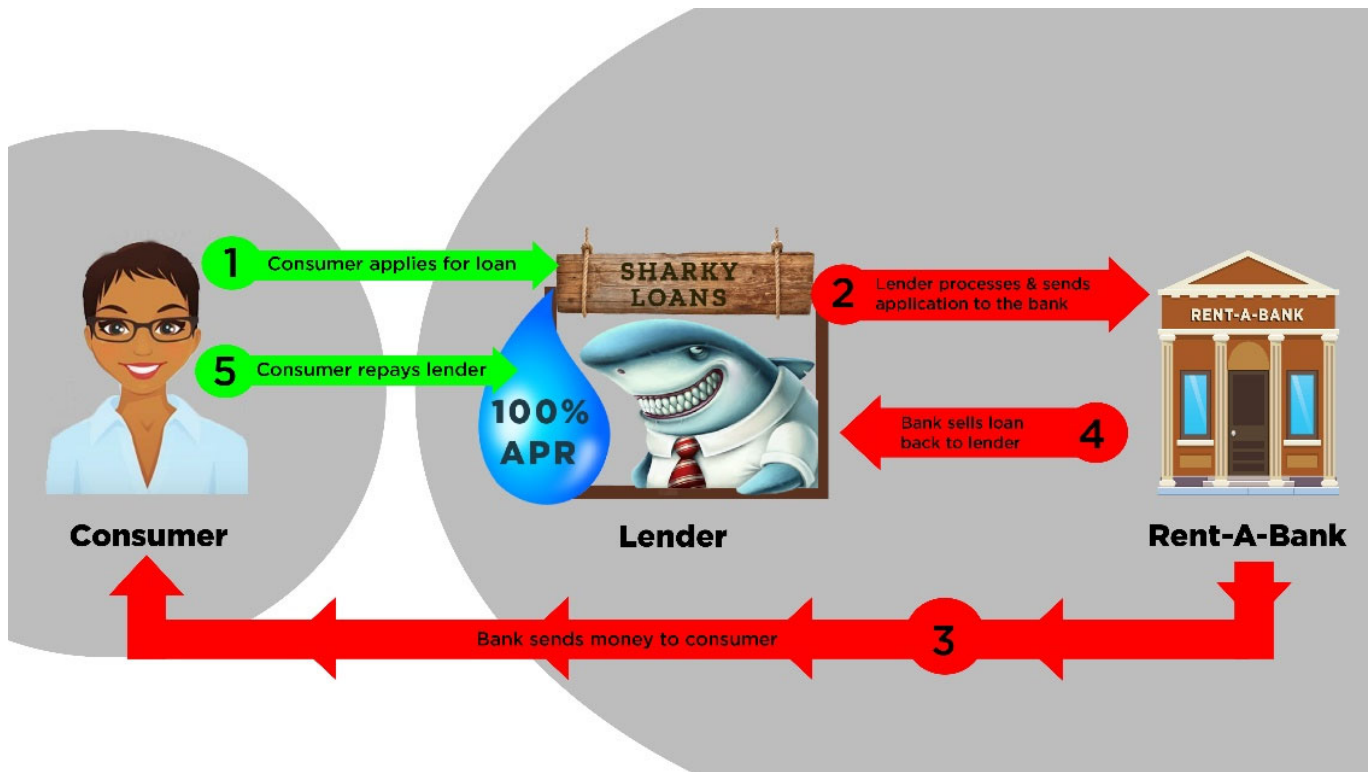 1
Consumer applies for loan
SHARKY
LOANS
2
Lender processes & sends
application to the bank
RENT-A-BANK
5
Consumer repays lender
100%
APR
Bank sells loan
back to lender
4
Consumer
Lender
Rent-A-Bank
Bank sends money to consumer
3